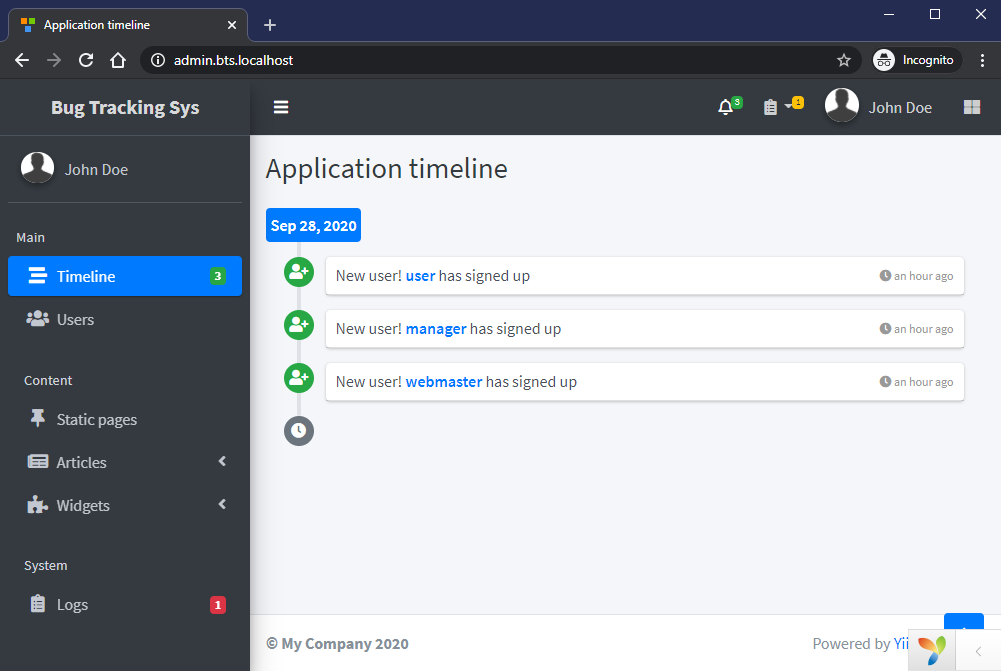 Application timeline
admin.bts.localhost
Incognito
Bug Tracking Sys
3
1
John Doe
John Doe
Application timeline
Sep 28, 2020
Main
Timeline 3
New user! user has signed up an hour ago
Users
New user! manager has signed up an hour ago
Content
New user! webmaster has signed up an hour ago
Static pages
Articles
Widgets
System
Logs 1
© My Company 2020
Powered by Yii